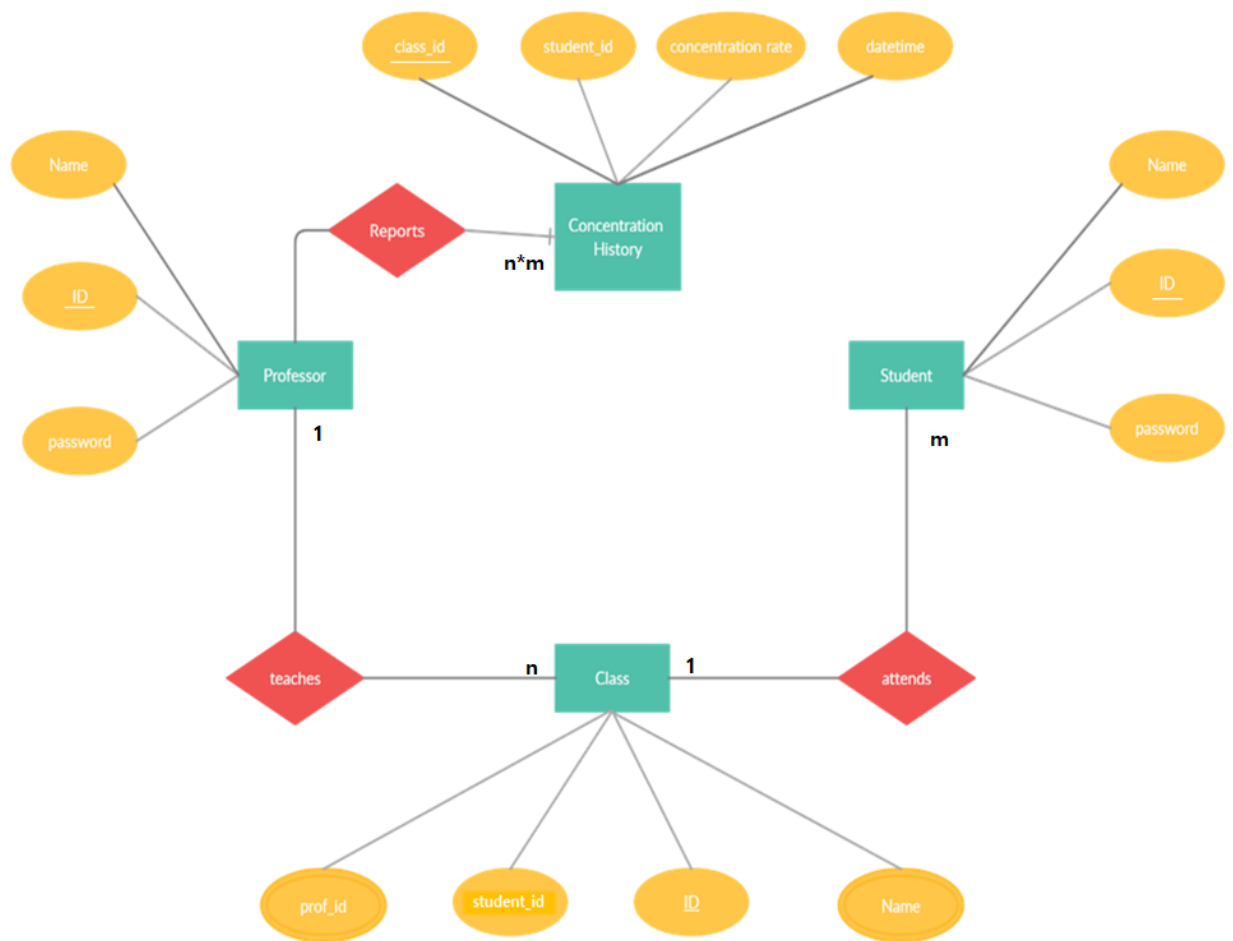 class_id
student_id
concentration rate
datetime
Name
Name
Reports
Concentration
History
n*m
ID
ID
Professor
Student
password
password
1
m
teaches
n
Class
1
attends
prof_id
student_id
ID
Name